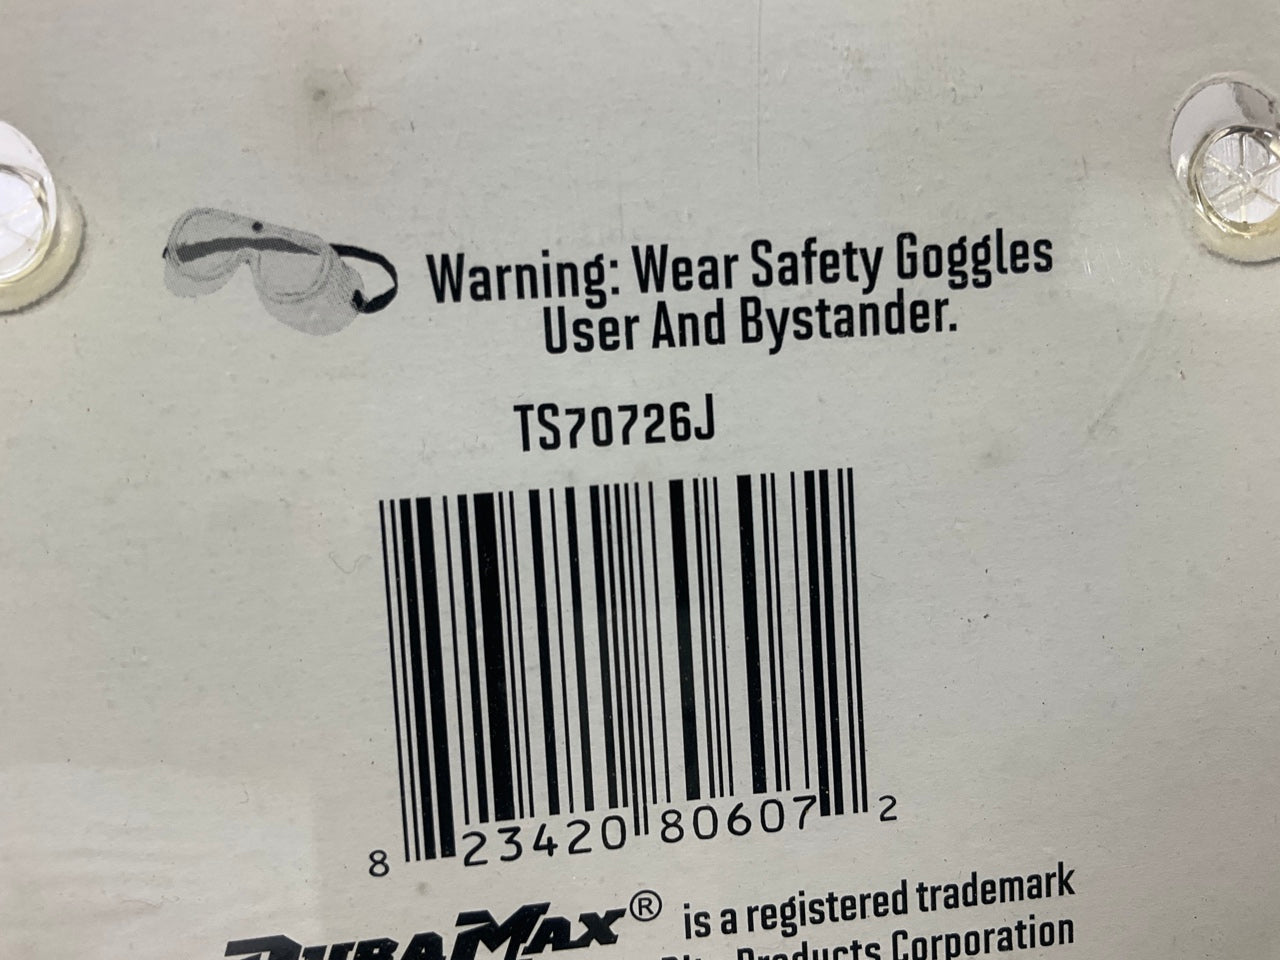 Warning: Wear Safety Goggles
User And Bystander.
TS70726J
8 23420 80607 2
DURAMAX® is a registered trademark
Products Corporation